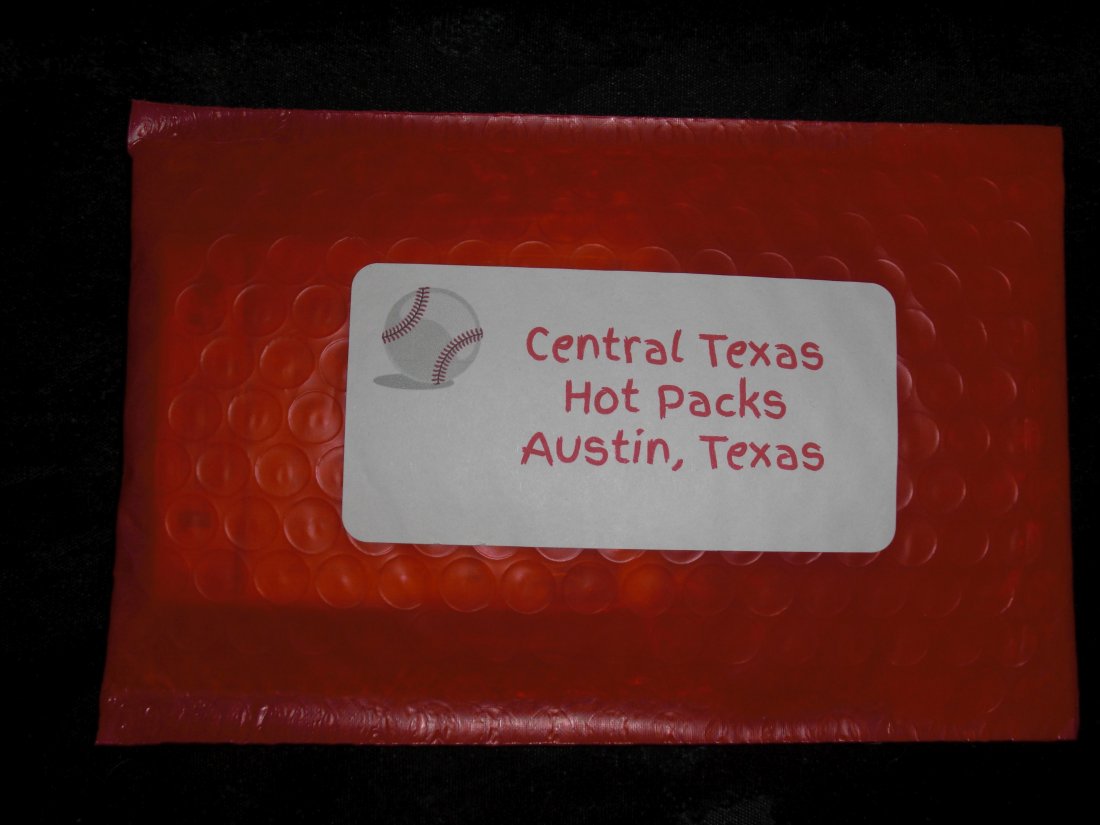 Central Texas
Hot Packs
Austin, Texas